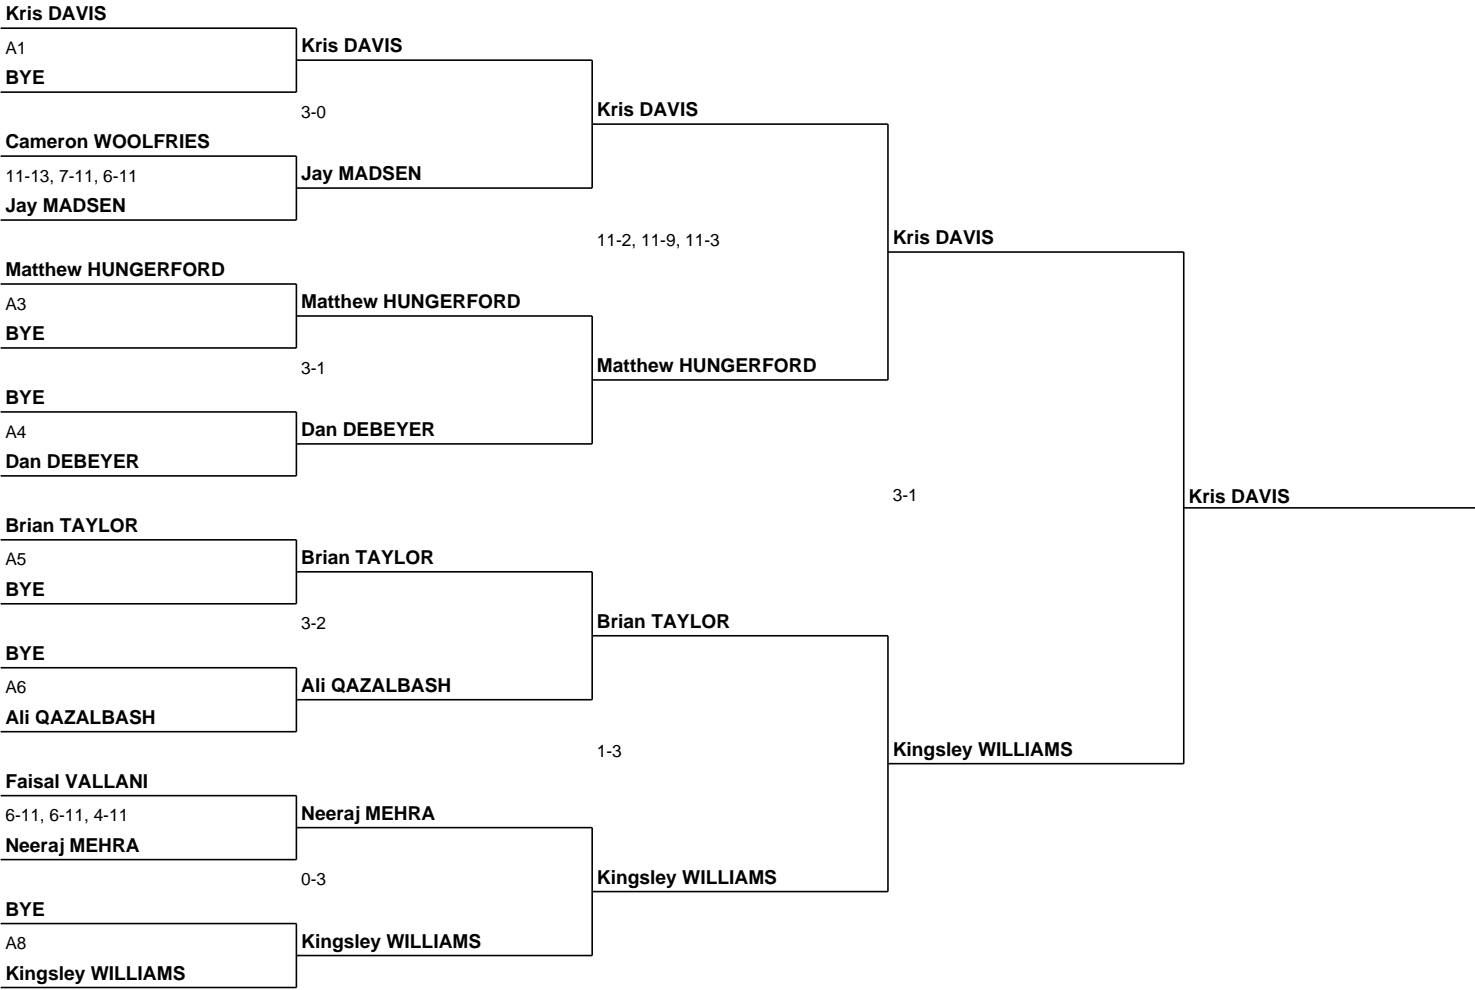 Kris DAVIS
A1
BYE
Kris DAVIS
3-0
Cameron WOOLFRIES
11-13, 7-11, 6-11
Jay MADSEN
Jay MADSEN
Kris DAVIS
11-2, 11-9, 11-3
Matthew HUNGERFORD
A3
BYE
Matthew HUNGERFORD
3-1
BYE
A4
Dan DEBEYER
Dan DEBEYER
Matthew HUNGERFORD
Kris DAVIS
3-1
Kris DAVIS
Brian TAYLOR
A5
BYE
Brian TAYLOR
3-2
BYE
A6
Ali QAZALBASH
Ali QAZALBASH
Brian TAYLOR
1-3
Kingsley WILLIAMS
Faisal VALLANI
6-11, 6-11, 4-11
Neeraj MEHRA
Neeraj MEHRA
0-3
Kingsley WILLIAMS
BYE
A8
Kingsley WILLIAMS
Kingsley WILLIAMS